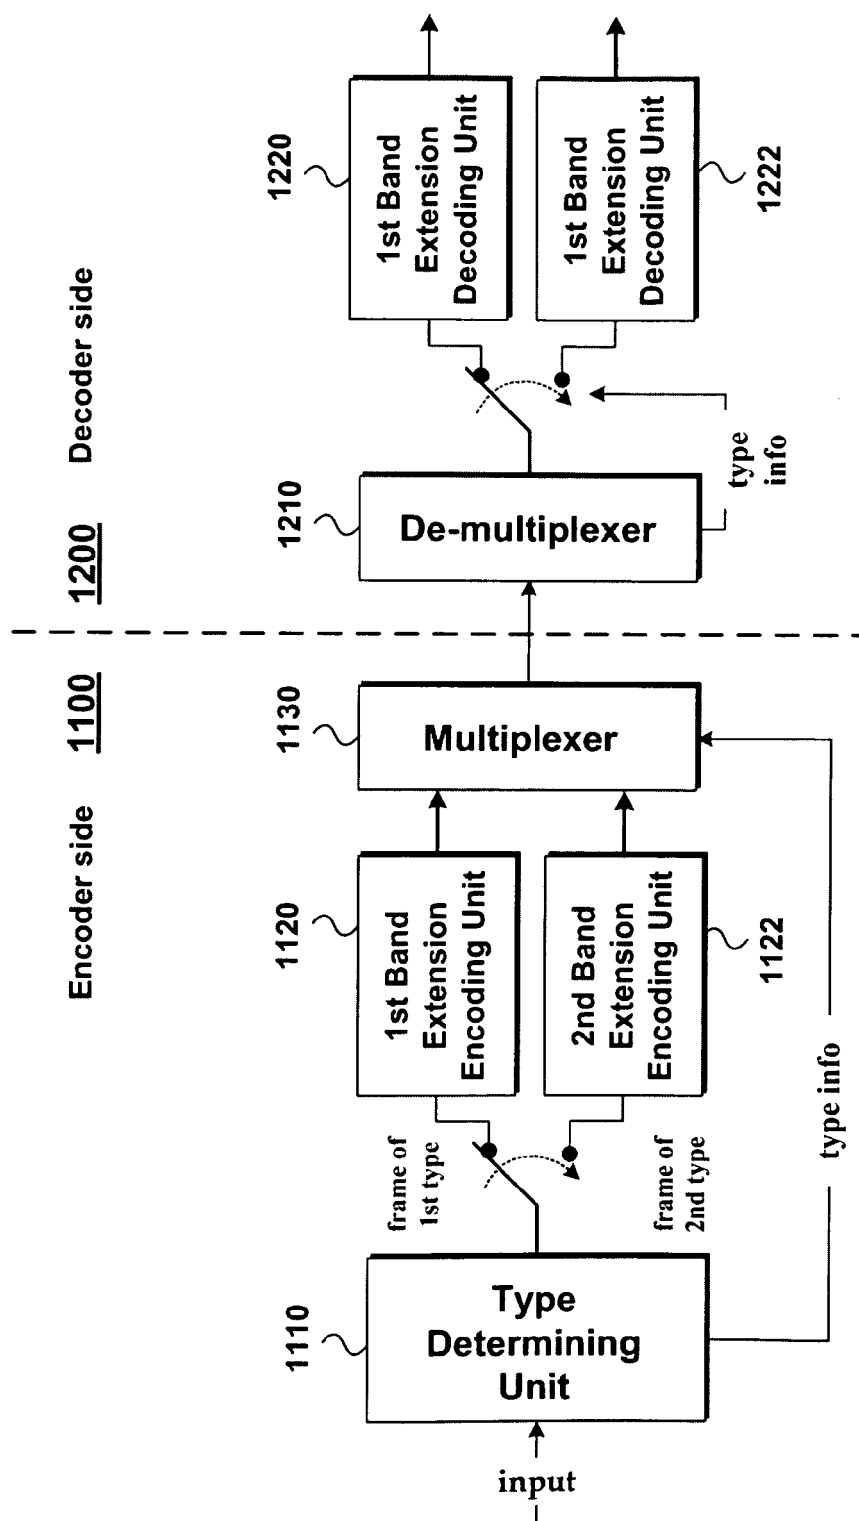 Encoder side
1100
1200
Decoder side
input
1110
Type
Determining
Unit
frame of
1st type
frame of
2nd type
1120
1st Band
Extension
Encoding Unit
2nd Band
Extension
Encoding Unit
1122
1130
Multiplexer
type info
1210
De-multiplexer
type
info
1220
1st Band
Extension
Decoding Unit
1st Band
Extension
Decoding Unit
1222